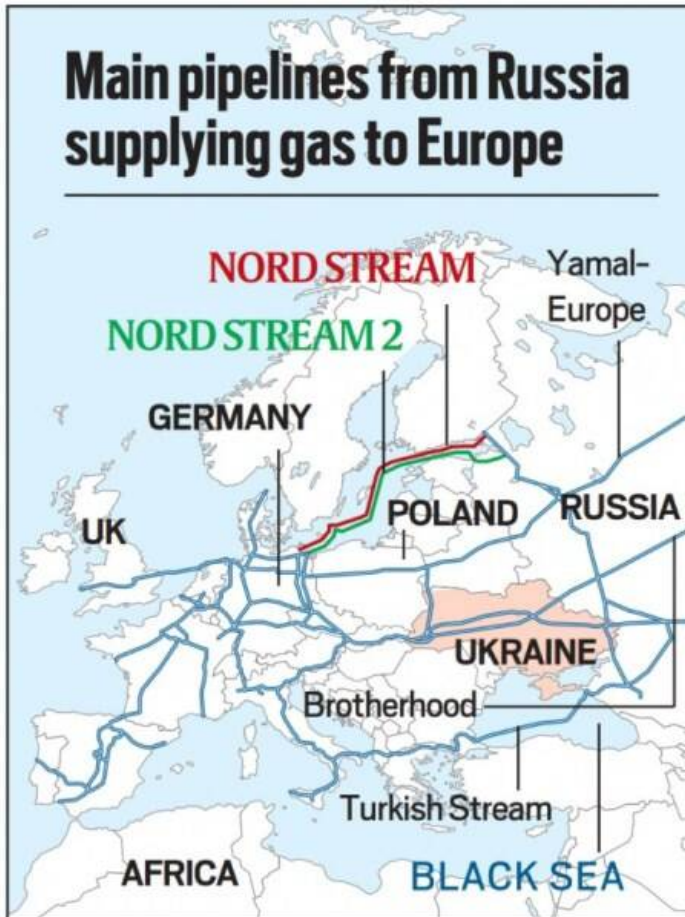 Main pipelines from Russia
supplying gas to Europe
NORD STREAM
Yamal-
Europe
NORD STREAM 2
GERMANY
UK
POLAND
RUSSIA
UKRAINE
Brotherhood
Turkish Stream
AFRICA
BLACK SEA